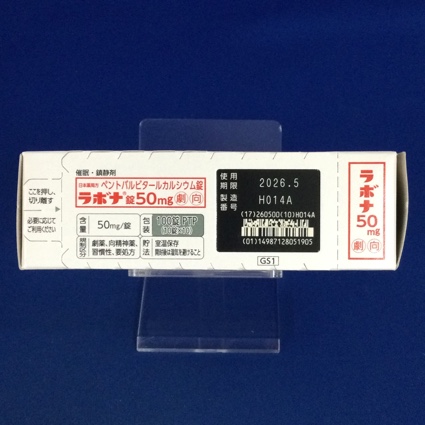 ここを押し、
切り離す
必要に応じて
ご利用ください
催眠・鎮静剤
日本薬局方 ペントバルビタールカルシウム錠
ラボナ®錠50mg 劇 向
含量 50mg/錠
包装 100錠 PTP
(10錠×10)
規制区分 劇薬、向精神薬、
習慣性、要処方
貯法 室温保存
開封後は湿気を避けること
使用期限 2026.5
製造番号 H014A
(17)260500(10)H014A
(01)14987128051905
GS1
ラボナ
50
mg
劇 向